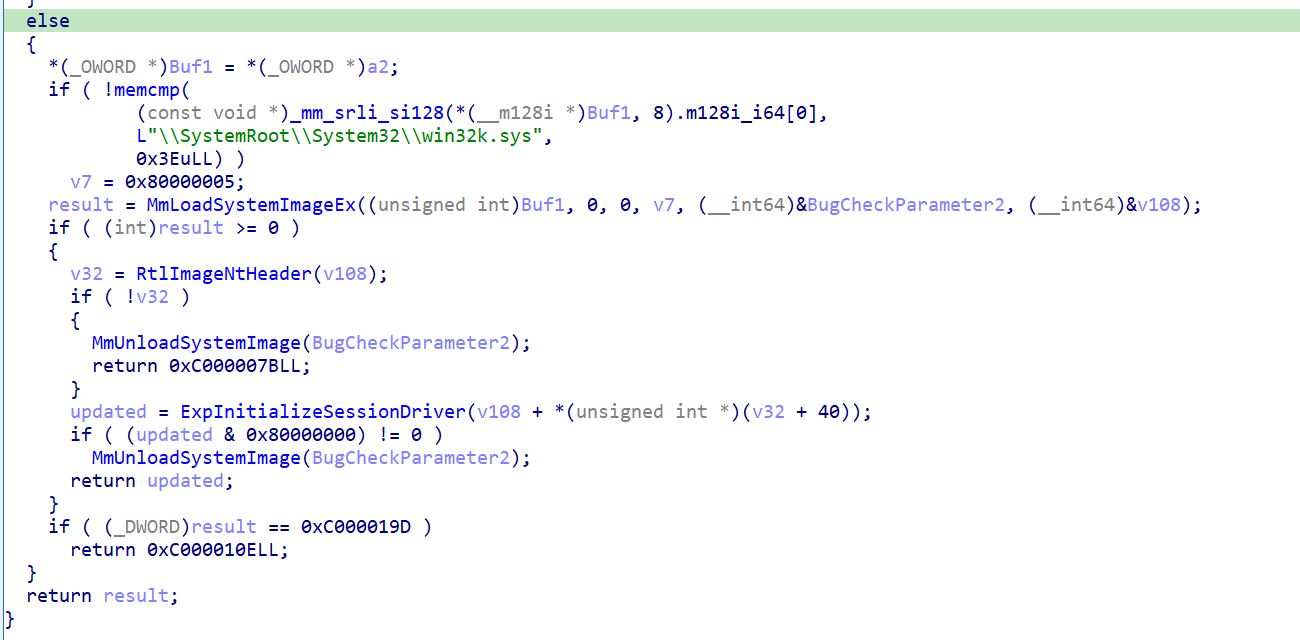 }
else
{
*(_OWORD *)Buf1 = *(_OWORD *)a2;
if ( !memcmp(
(const void *)_mm_srli_si128(*(__m128i *)Buf1, 8).m128i_i64[0],
L"\\SystemRoot\\System32\\win32k.sys",
0x3EuLL) )
v7 = 0x80000005;
result = MmLoadSystemImageEx((unsigned int)Buf1, 0, 0, v7, (__int64)&BugCheckParameter2, (__int64)&v108);
if ( (int)result >= 0 )
{
v32 = RtlImageNtHeader(v108);
if ( !v32 )
{
MmUnloadSystemImage(BugCheckParameter2);
return 0xC000007BLL;
}
updated = ExpInitializeSessionDriver(v108 + *(unsigned int *)(v32 + 40));
if ( (updated & 0x80000000) != 0 )
MmUnloadSystemImage(BugCheckParameter2);
return updated;
}
if ( (_DWORD)result == 0xC000019D )
return 0xC000010ELL;
}
return result;
}